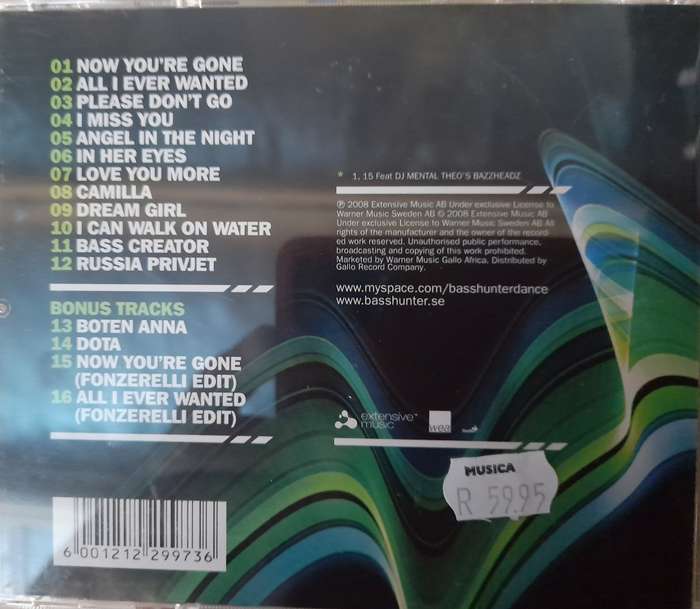 01 NOW YOU'RE GONE
02 ALL I EVER WANTED
03 PLEASE DON'T GO
04 I MISS YOU
05 ANGEL IN THE NIGHT
06 IN HER EYES
07 LOVE YOU MORE
08 CAMILLA
09 DREAM GIRL
10 I CAN WALK ON WATER
11 BASS CREATOR
12 RUSSIA PRIVJET
BONUS TRACKS
13 BOTEN ANNA
14 DOTA
15 NOW YOU'RE GONE
(FONZERELLI EDIT)
16 ALL I EVER WANTED
(FONZERELLI EDIT)
* 1, 15 Feat DJ MENTAL THEO'S BAZZHEADZ
℗ 2008 Extensive Music AB Under exclusive License to
Warner Music Sweden AB © 2008 Extensive Music AB
Under exclusive License to Warner Music Sweden AB All
rights of the manufacturer and the owner of the record-
ed work reserved. Unauthorised public performance,
broadcasting and copying of this work prohibited.
Marketed by Warner Music Gallo Africa. Distributed by
Gallo Record Company.
www.myspace.com/basshunterdance
www.basshunter.se
extensive™
music
wea
MUSICA
R 59.95
6 001212 299736